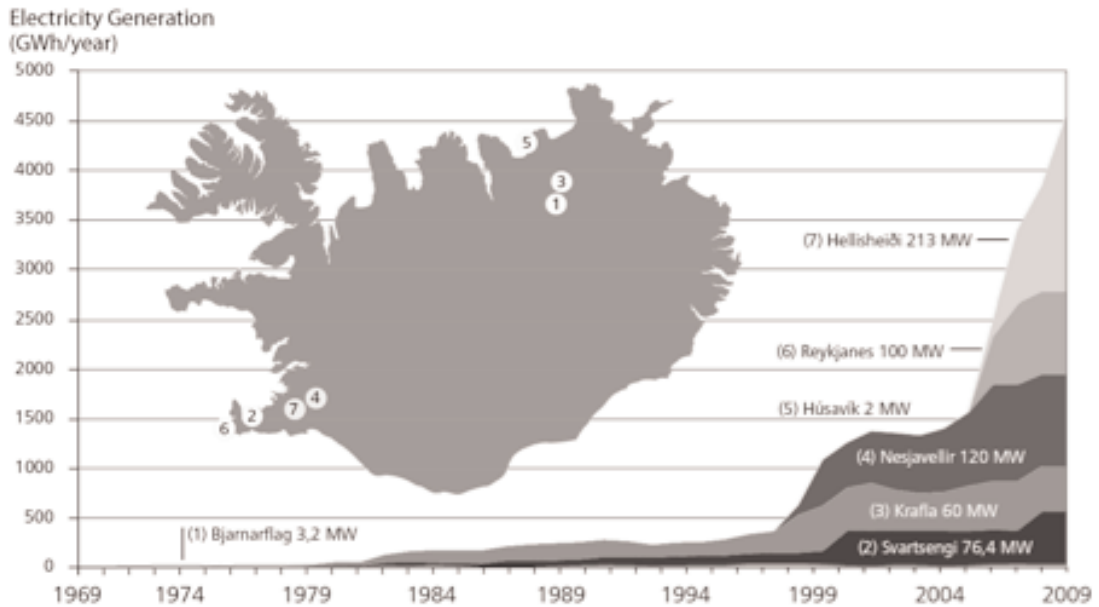 Electricity Generation
(GWh/year)
5000
4500
4000
3500
3000
2500
2000
1500
1000
500
0
5
3
1
(7) Hellisheiði 213 MW
(6) Reykjanes 100 MW
(5) Húsavík 2 MW
4
7
2
6
(4) Nesjavellir 120 MW
(3) Krafla 60 MW
(1) Bjarnarflag 3,2 MW
(2) Svartsengi 76,4 MW
1969 1974 1979 1984 1989 1994 1999 2004 2009